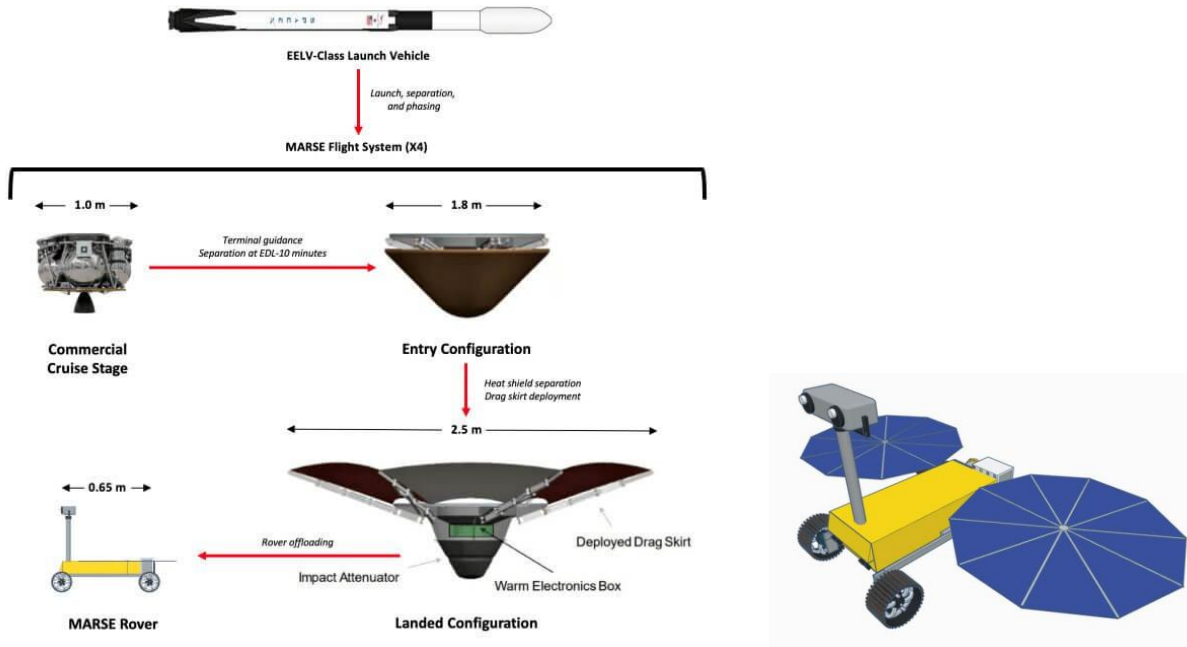 EELV-Class Launch Vehicle
Launch, separation,
and phasing
MARSE Flight System (X4)
1.0 m
1.8 m
Terminal guidance
Separation at EDL-10 minutes
Commercial
Cruise Stage
Entry Configuration
Heat shield separation
Drag skirt deployment
2.5 m
0.65 m
Rover offloading
Deployed Drag Skirt
Impact Attenuator
Warm Electronics Box
MARSE Rover
Landed Configuration